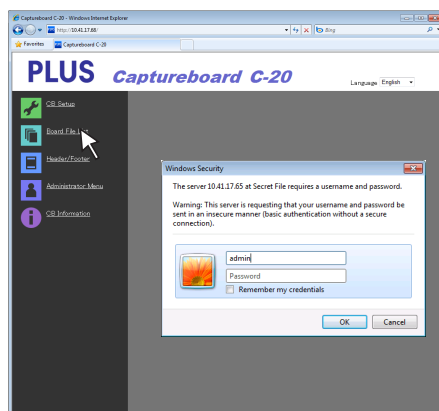 Captureboard C-20 - Windows Internet Explorer
http://10.41.17.68/
Bing
Favorites
Captureboard C-20
PLUS Captureboard C-20
Language English
CB Setup
Board File List
Header/Footer
Administrator Menu
CB Information
Windows Security
The server 10.41.17.65 at Secret File requires a username and password.
Warning: This server is requesting that your username and password be
sent in an insecure manner (basic authentication without a secure
connection).
admin
Password
Remember my credentials
OK
Cancel